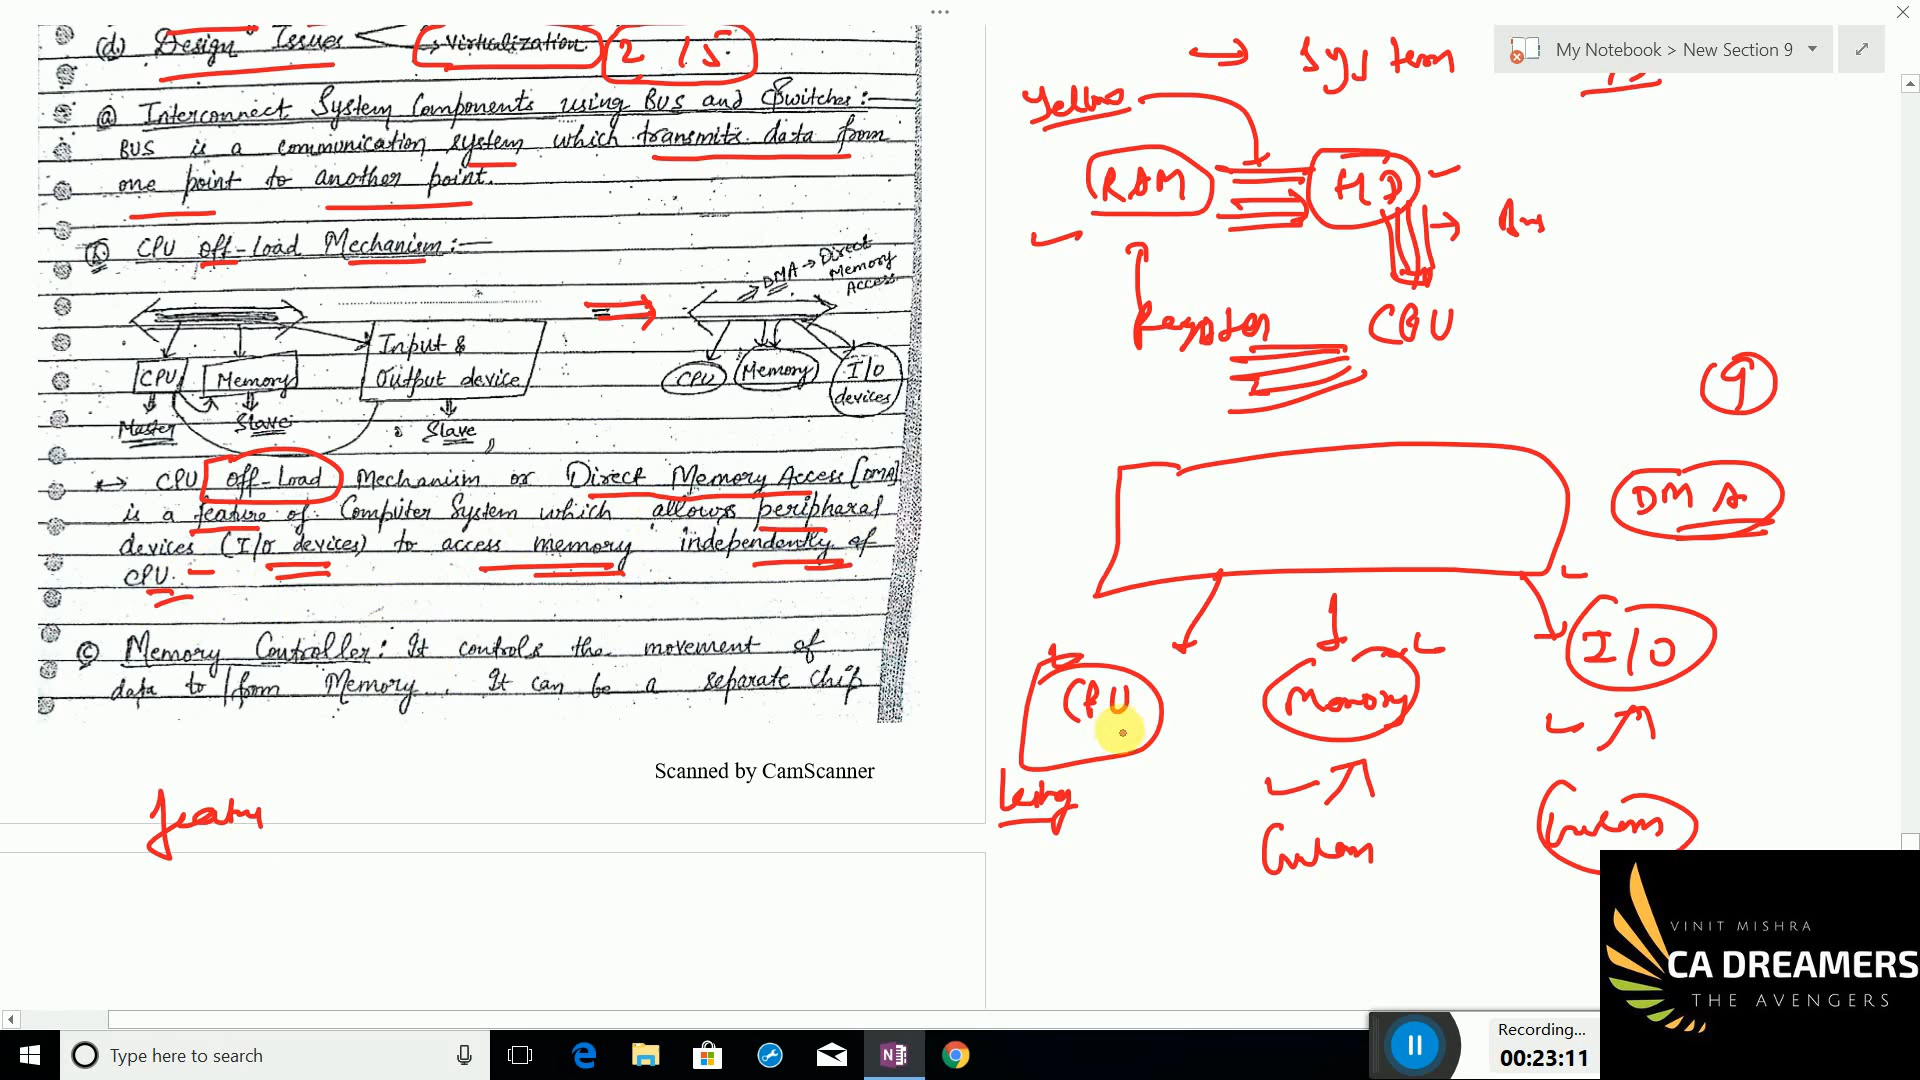 (d) Design Issues → Virtualization 2 15
(a) Interconnect System Components using BUS and Switches:-
BUS is a communication system which transmits data from
one point to another point.
(b) CPU off-Load Mechanism:-
DMA → Direct
Memory
Access
CPU
Memory
Input &
Output device
Master
Slave
Slave
CPU
Memory
I/O
devices
CPU off-Load Mechanism or Direct Memory Access [DMA]
is a feature of Computer System which allows peripharal
devices (I/O devices) to access memory independently of
CPU.
(c) Memory Controller: It controls the movement of
data to/from Memory. It can be a separate chip
Scanned by CamScanner
System
Yellow
RAM
HD
Bus
Register
CPU
9
DMA
CPU
Memory
I/O
My Notebook > New Section 9
VINIT MISHRA
CA DREAMERS
THE AVENGERS
Type here to search
Recording...
00:23:11